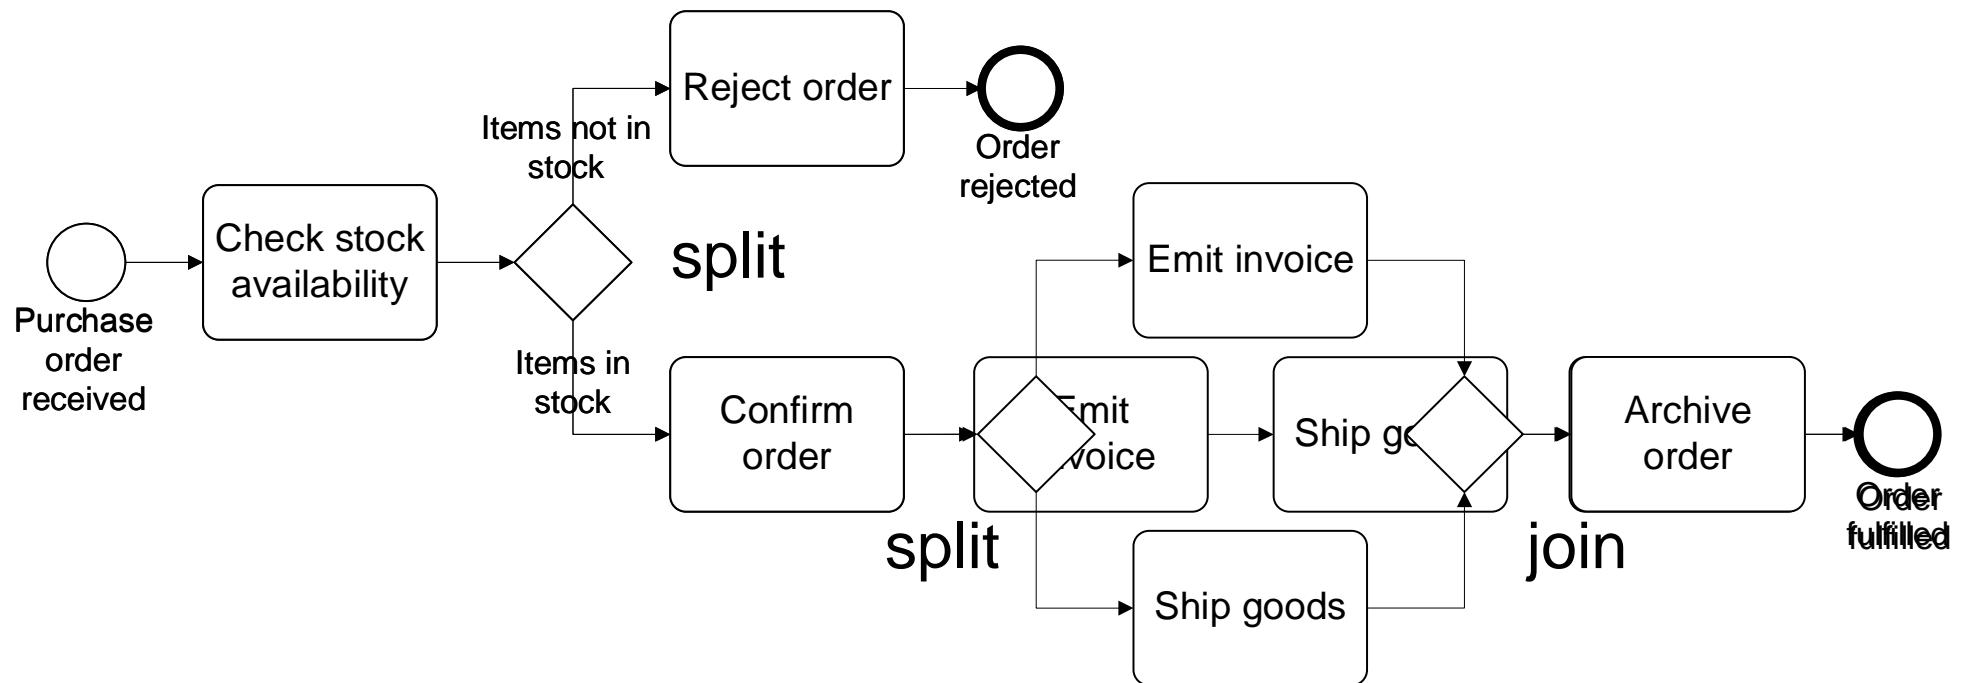 Reject order
Items not in
stock
Order
rejected
Check stock
availability
split
Emit invoice
Purchase
order
received
Items in
stock
Confirm
order
Emit
Ship
Archive
order
Order
fulfilled
split
join
Ship goods